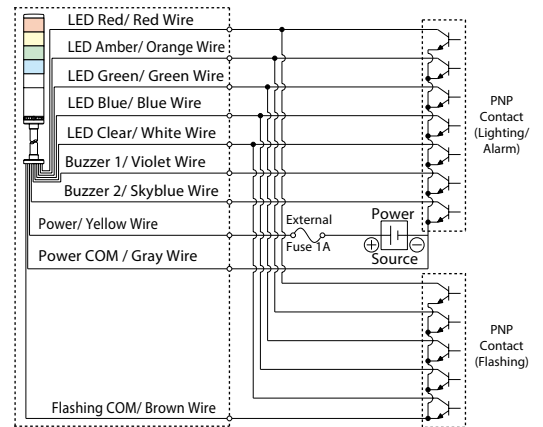 LED Red/ Red Wire
LED Amber/ Orange Wire
LED Green/ Green Wire
LED Blue/ Blue Wire
LED Clear/ White Wire
Buzzer 1/ Violet Wire
Buzzer 2/ Skyblue Wire
Power/ Yellow Wire
Power COM / Gray Wire
Flashing COM/ Brown Wire
External
Fuse 1A
Power
+ −
Source
PNP
Contact
(Lighting/
Alarm)
PNP
Contact
(Flashing)